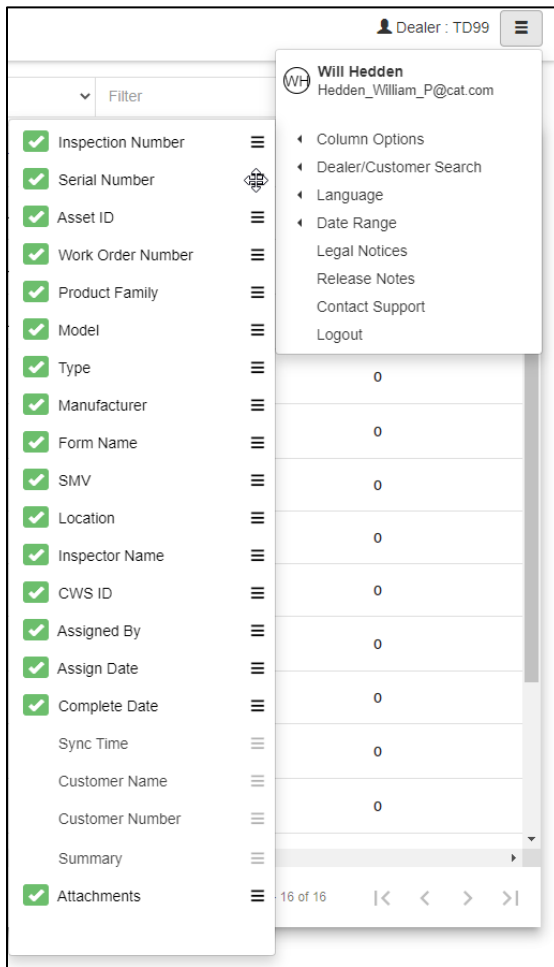 Dealer : TD99
WH
Will Hedden
Hedden_William_P@cat.com
Filter
Column Options
Dealer/Customer Search
Language
Date Range
Legal Notices
Release Notes
Contact Support
Logout
Inspection Number
Serial Number
Asset ID
Work Order Number
Product Family
Model
Type
Manufacturer
Form Name
SMV
Location
Inspector Name
CWS ID
Assigned By
Assign Date
Complete Date
Sync Time
Customer Name
Customer Number
Summary
Attachments
0
0
0
0
0
0
0
0
0
16 of 16